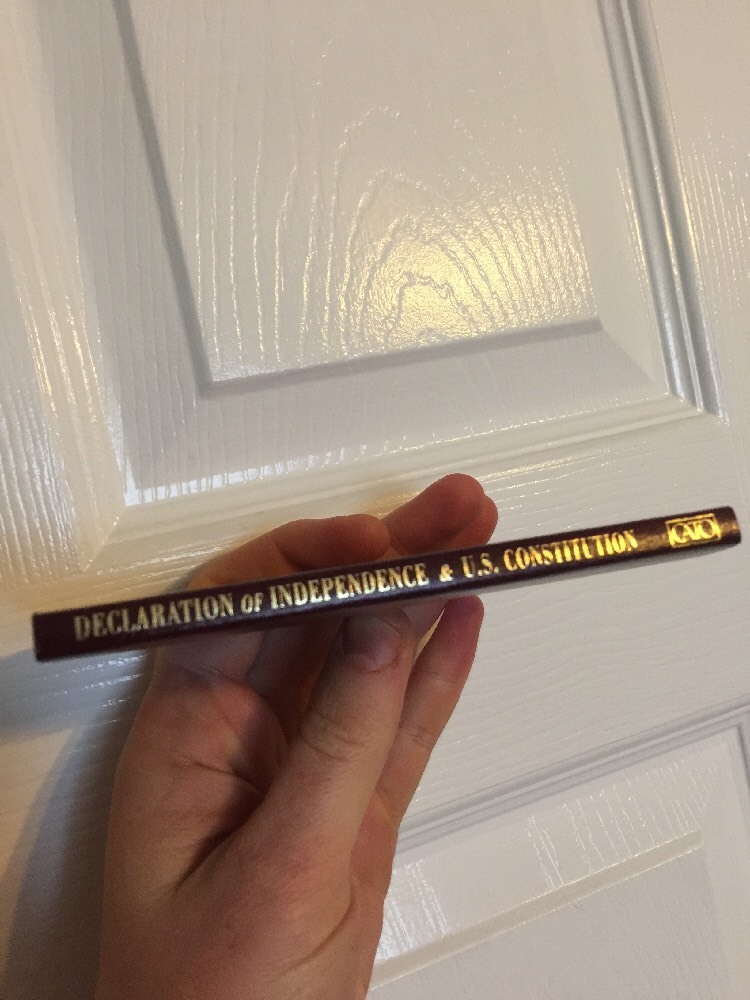 DECLARATION OF INDEPENDENCE & U.S. CONSTITUTION CATO